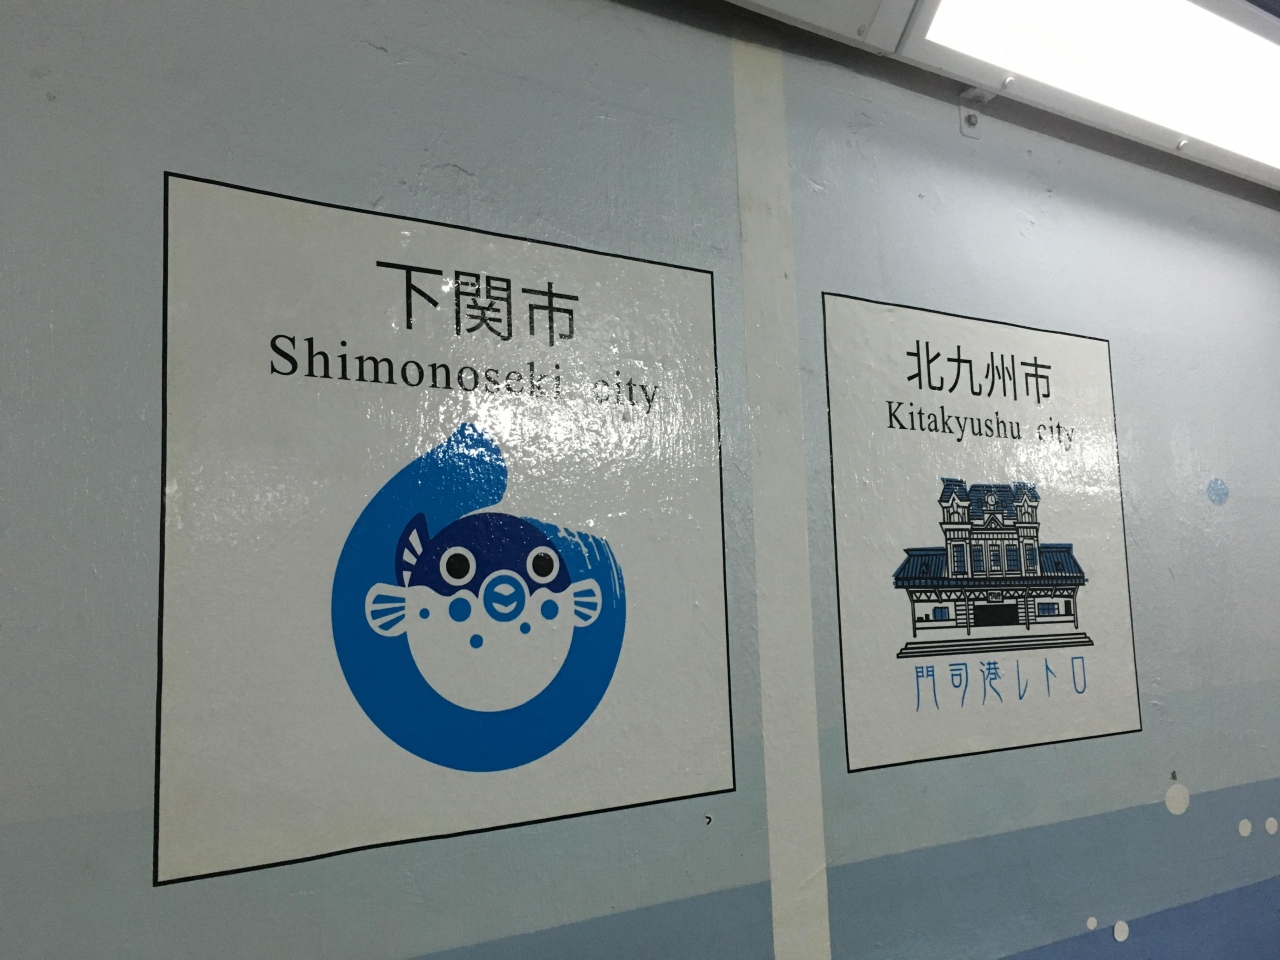 下関市
Shimonoseki city
北九州市
Kitakyushu city
門司港レトロ